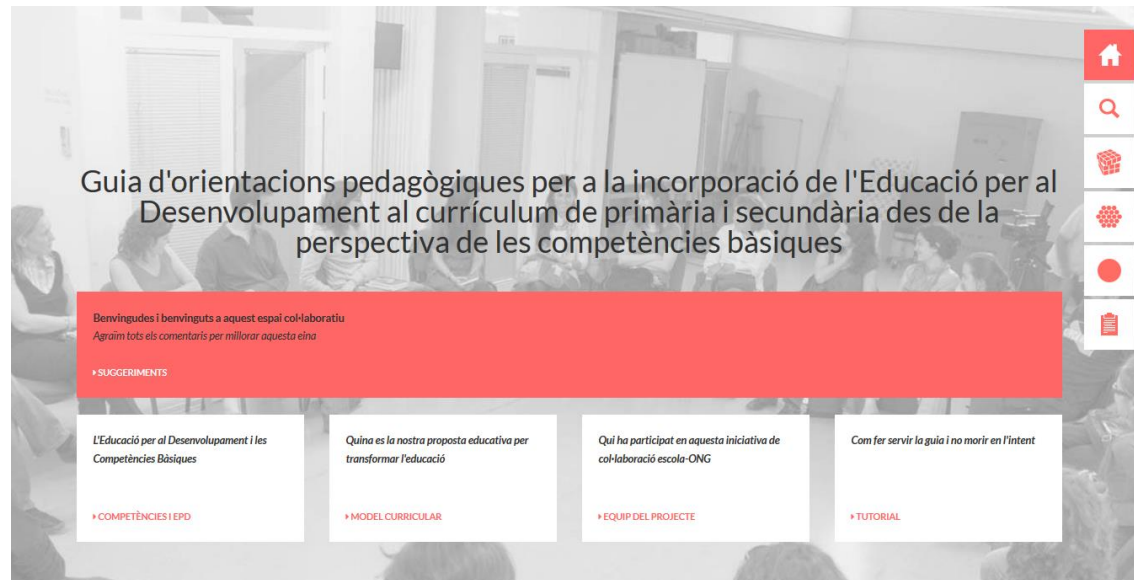 Guia d'orientacions pedagògiques per a la incorporació de l'Educació per al
Desenvolupament al currículum de primària i secundària des de la
perspectiva de les competències bàsiques
Benvingudes i benvinguts a aquest espai col·laboratiu
Agraïm tots els comentaris per millorar aquesta eina
SUGGERIMENTS
L'Educació per al Desenvolupament i les
Competències Bàsiques
COMPETÈNCIES I EPD
Quina es la nostra proposta educativa per
transformar l'educació
MODEL CURRICULAR
Qui ha participat en aquesta iniciativa de
col·laboració escola-ONG
EQUIP DEL PROJECTE
Com fer servir la guia i no morir en l'intent
TUTORIAL